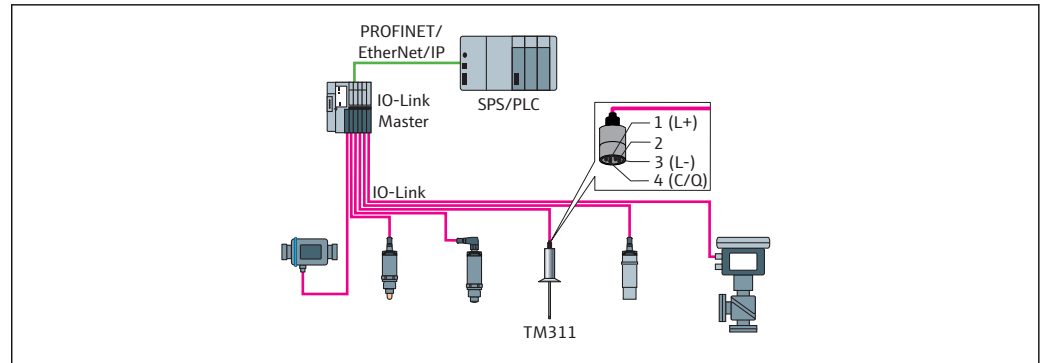 PROFINET/
EtherNet/IP
SPS/PLC
IO-Link
Master
1 (L+)
2
3 (L-)
4 (C/Q)
IO-Link
TM311